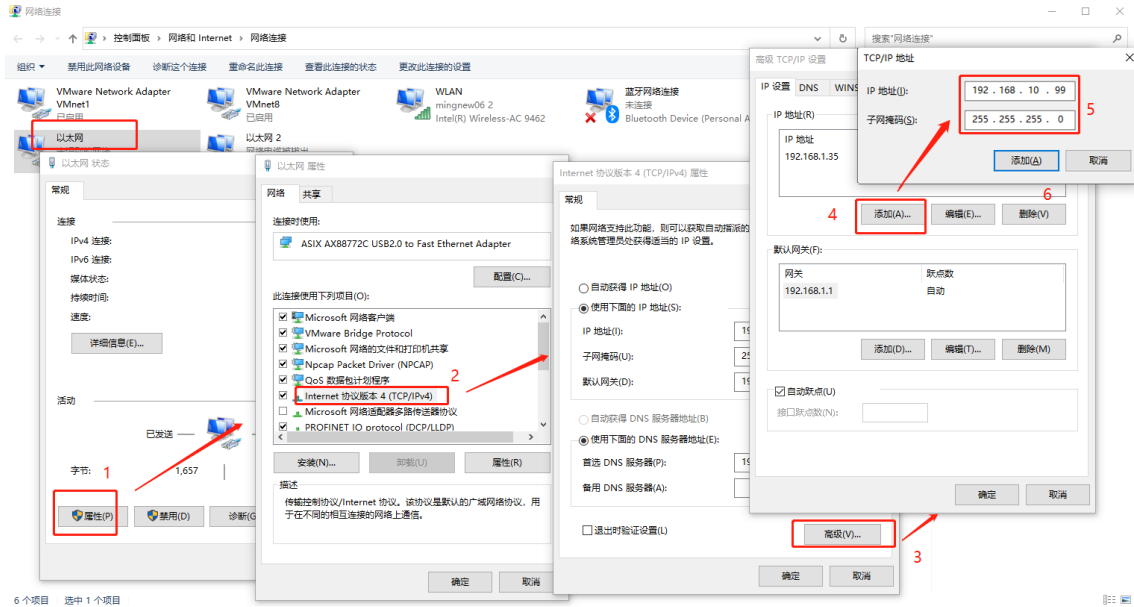 网络连接
控制面板 › 网络和 Internet › 网络连接
搜索"网络连接"
组织 禁用此网络设备 诊断这个连接 重命名此连接 查看此连接的状态 更改此连接的设置
VMware Network Adapter
VMnet1
已启用
VMware Network Adapter
VMnet8
已启用
WLAN
mingnew06 2
Intel(R) Wireless-AC 9462
蓝牙网络连接
未连接
Bluetooth Device (Personal A
以太网
以太网 2
以太网 状态
常规
连接
IPv4 连接:
IPv6 连接:
媒体状态:
持续时间:
速度:
详细信息(E)...
活动
已发送
字节:
1,657
1
属性(P)
禁用(D)
诊断(G
以太网 属性
网络 共享
连接时使用:
ASIX AX88772C USB2.0 to Fast Ethernet Adapter
配置(C)...
此连接使用下列项目(O):
Microsoft 网络客户端
VMware Bridge Protocol
Microsoft 网络的文件和打印机共享
Npcap Packet Driver (NPCAP)
QoS 数据包计划程序
Internet 协议版本 4 (TCP/IPv4)
Microsoft 网络适配器多路传送器协议
PROFINET IO protocol (DCP/LLDP)
2
安装(N)...
卸载(U)
属性(R)
描述
传输控制协议/Internet 协议。该协议是默认的广域网络协议，用
于在不同的相互连接的网络上通信。
确定
取消
Internet 协议版本 4 (TCP/IPv4) 属性
常规
如果网络支持此功能，则可以获取自动指派的
络系统管理员处获得适当的 IP 设置。
自动获得 IP 地址(O)
使用下面的 IP 地址(S):
IP 地址(I):
19
子网掩码(U):
25
默认网关(D):
19
自动获得 DNS 服务器地址(B)
使用下面的 DNS 服务器地址(E):
首选 DNS 服务器(P):
19
备用 DNS 服务器(A):
退出时验证设置(L)
高级(V)...
3
确定
取消
高级 TCP/IP 设置
IP 设置 DNS WINS
IP 地址(R)
IP 地址
192.168.1.35
4
添加(A)...
编辑(E)...
删除(V)
默认网关(F):
网关
跃点数
192.168.1.1
自动
添加(D)...
编辑(T)...
删除(M)
自动跃点(U)
接口跃点数(N):
确定
取消
TCP/IP 地址
IP 地址(I):
192 . 168 . 10 . 99
子网掩码(S):
255 . 255 . 255 . 0
5
添加(A)
取消
6
6 个项目 选中 1 个项目